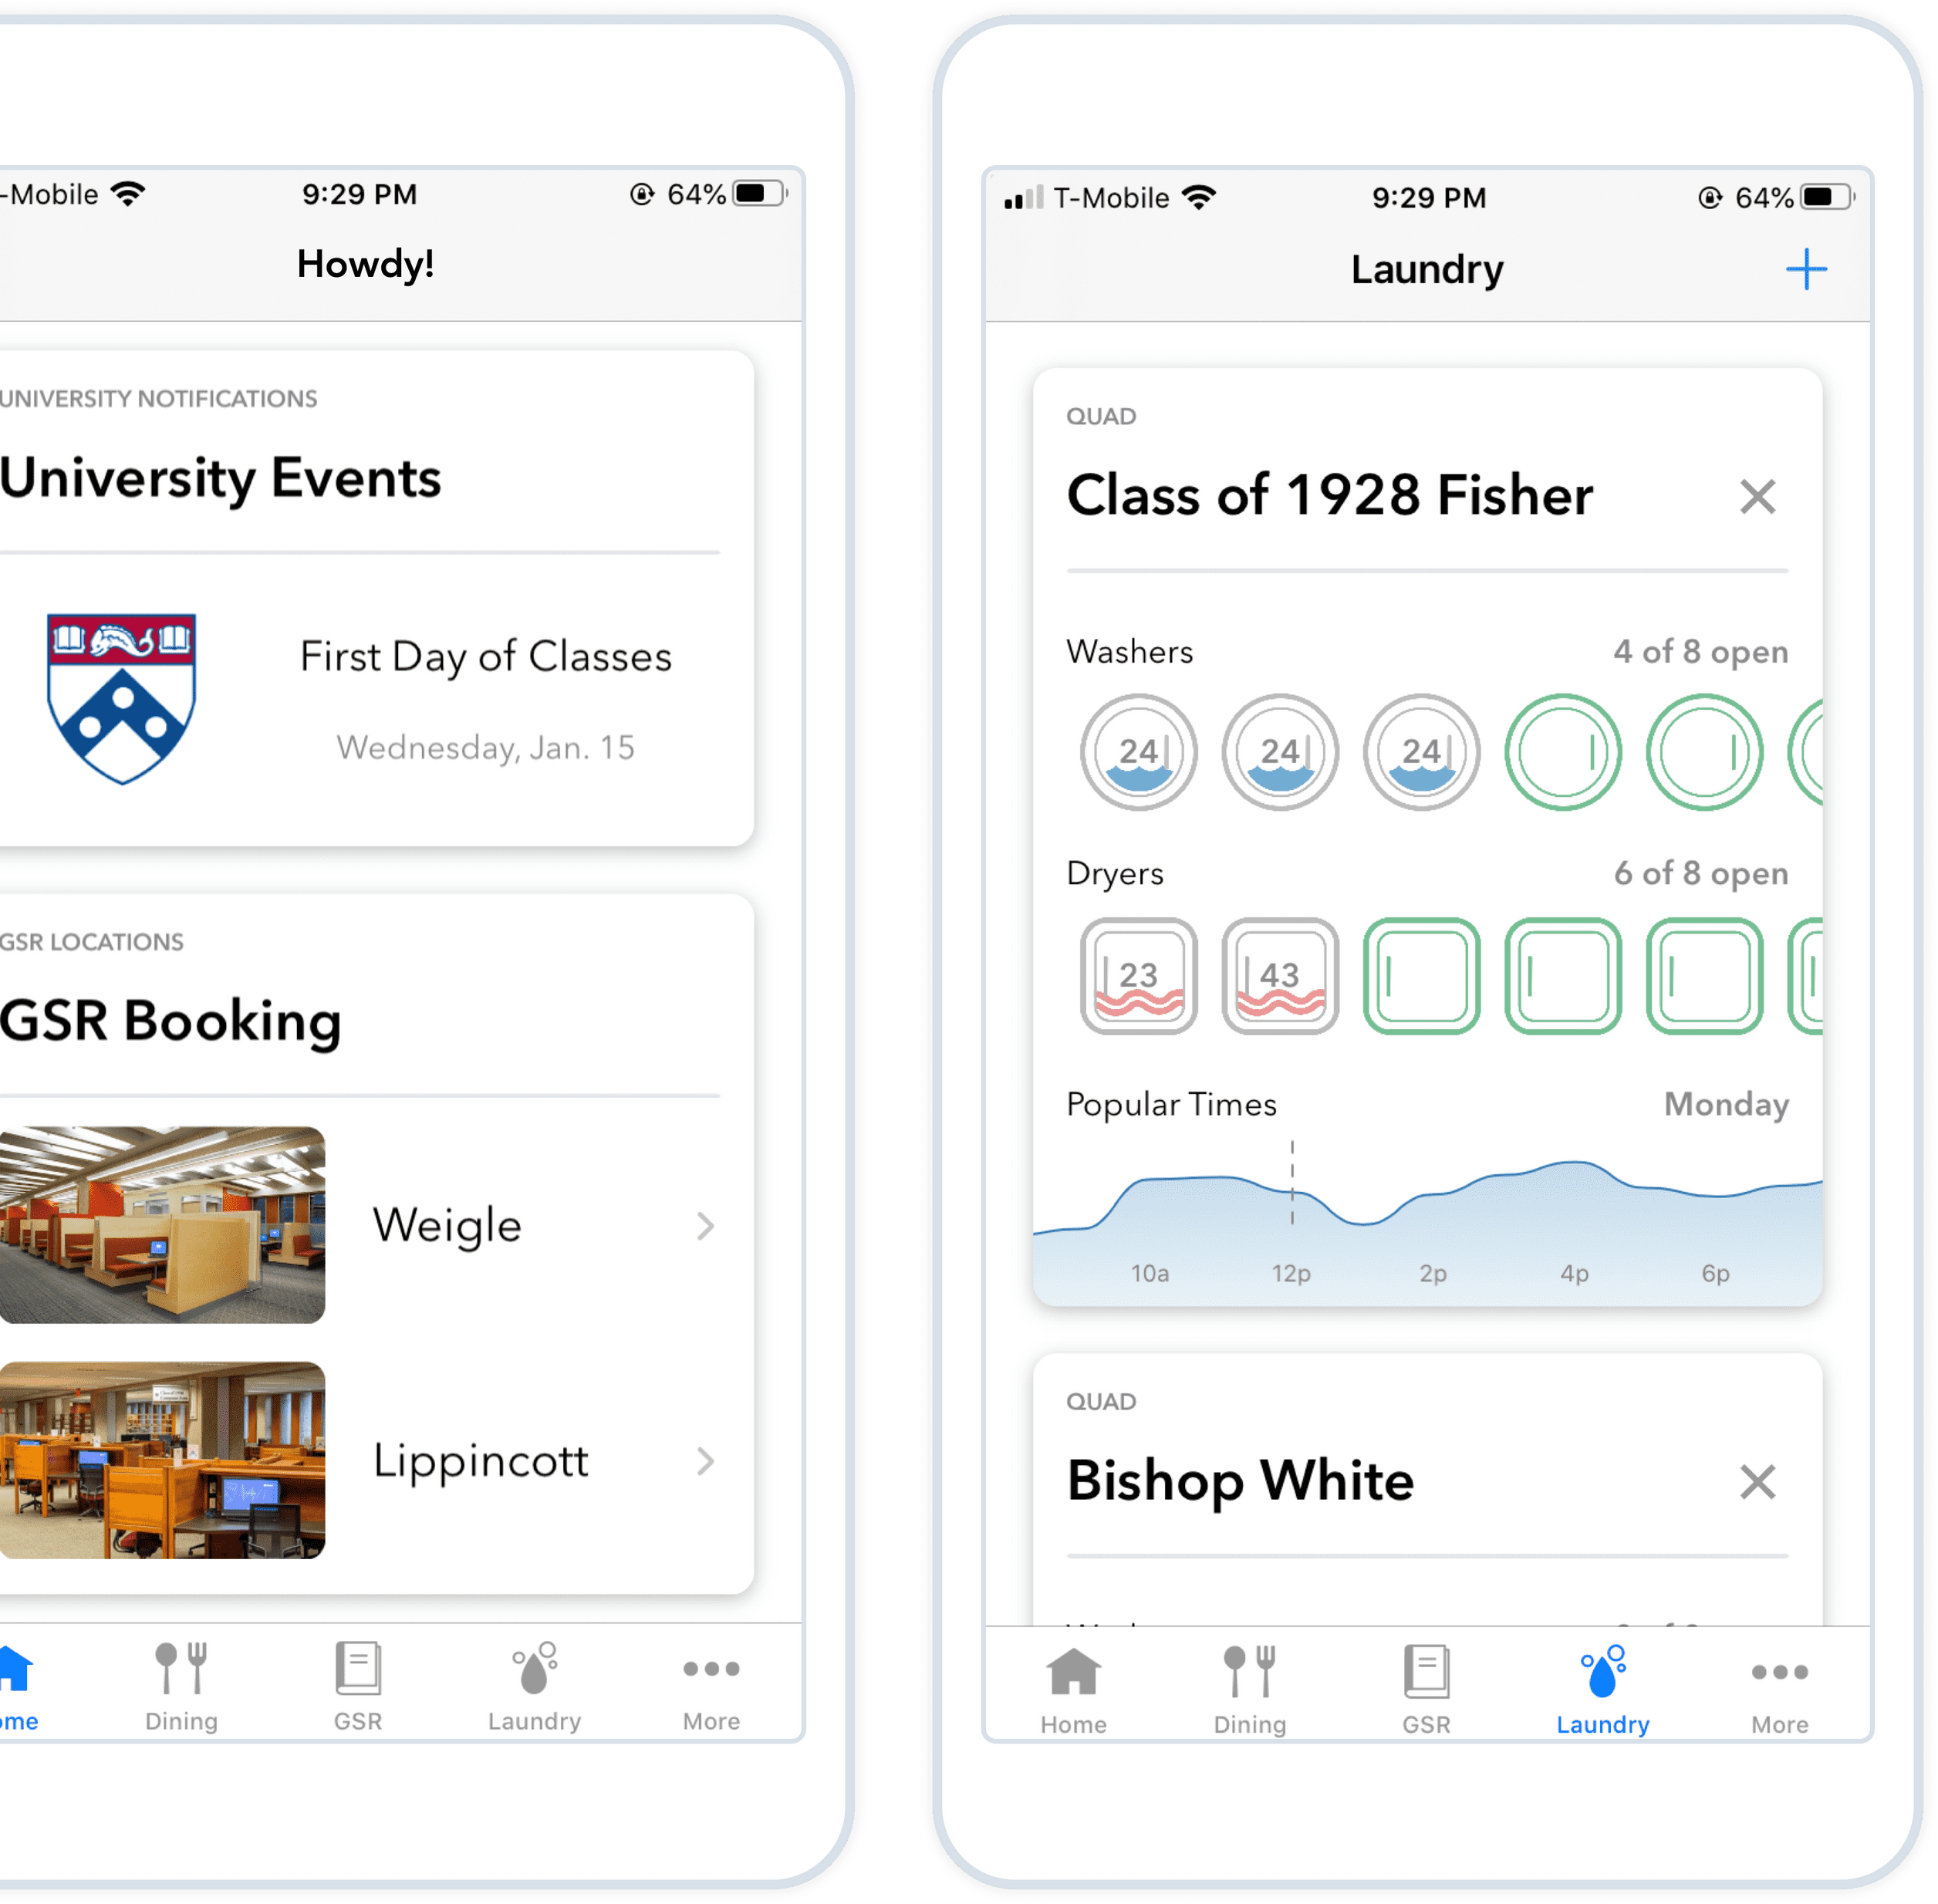 -Mobile 9:29 PM 64%
Howdy!
UNIVERSITY NOTIFICATIONS
University Events
First Day of Classes
Wednesday, Jan. 15
GSR LOCATIONS
GSR Booking
Weigle
Lippincott
ome Dining GSR Laundry More
T-Mobile 9:29 PM 64%
Laundry
QUAD
Class of 1928 Fisher
Washers 4 of 8 open
24 24 24
Dryers 6 of 8 open
23 43
Popular Times Monday
10a 12p 2p 4p 6p
QUAD
Bishop White
Home Dining GSR Laundry More